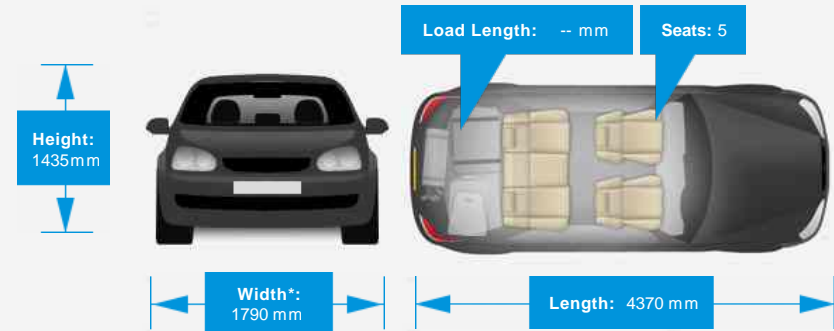 Load Length: -- mm
Seats: 5
Height:
1435mm
Width*:
1790 mm
Length: 4370 mm